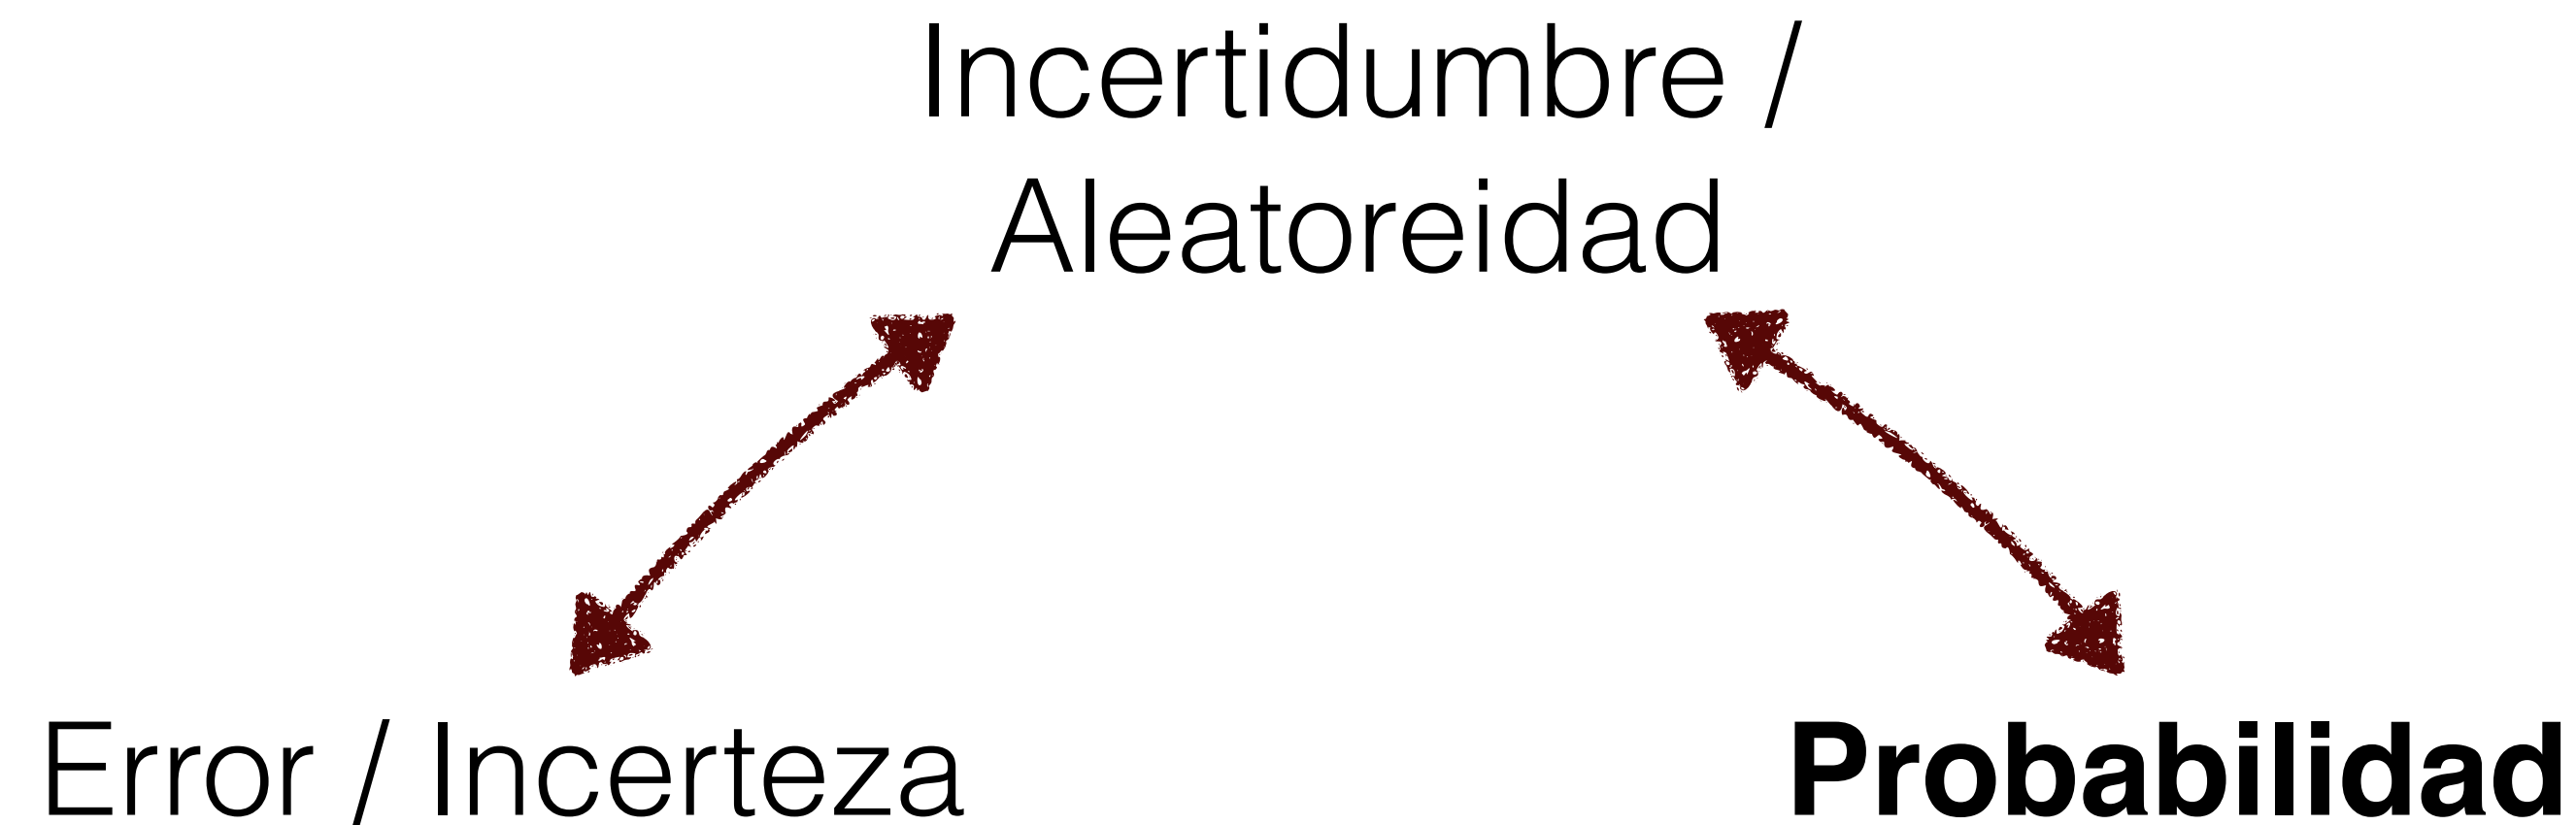 Incertidumbre /
Aleatoreidad
Error / Incerteza
Probabilidad